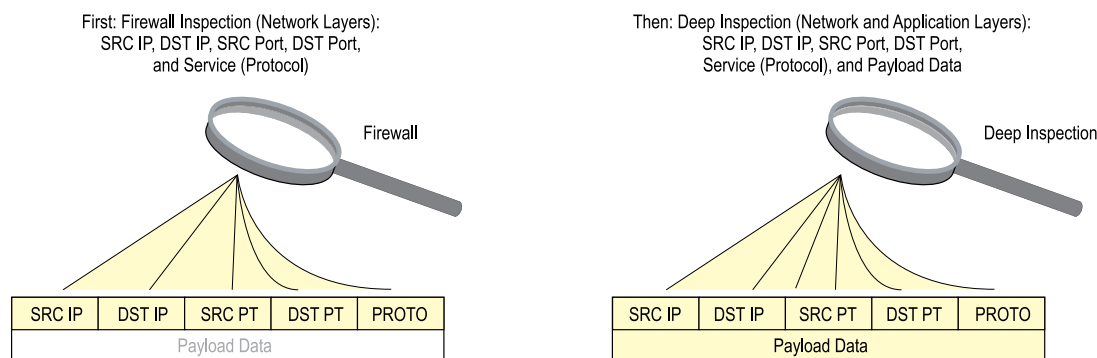 First: Firewall Inspection (Network Layers):
SRC IP, DST IP, SRC Port, DST Port,
and Service (Protocol)
Firewall
SRC IP DST IP SRC PT DST PT PROTO
Payload Data
Then: Deep Inspection (Network and Application Layers):
SRC IP, DST IP, SRC Port, DST Port,
Service (Protocol), and Payload Data
Deep Inspection
SRC IP DST IP SRC PT DST PT PROTO
Payload Data